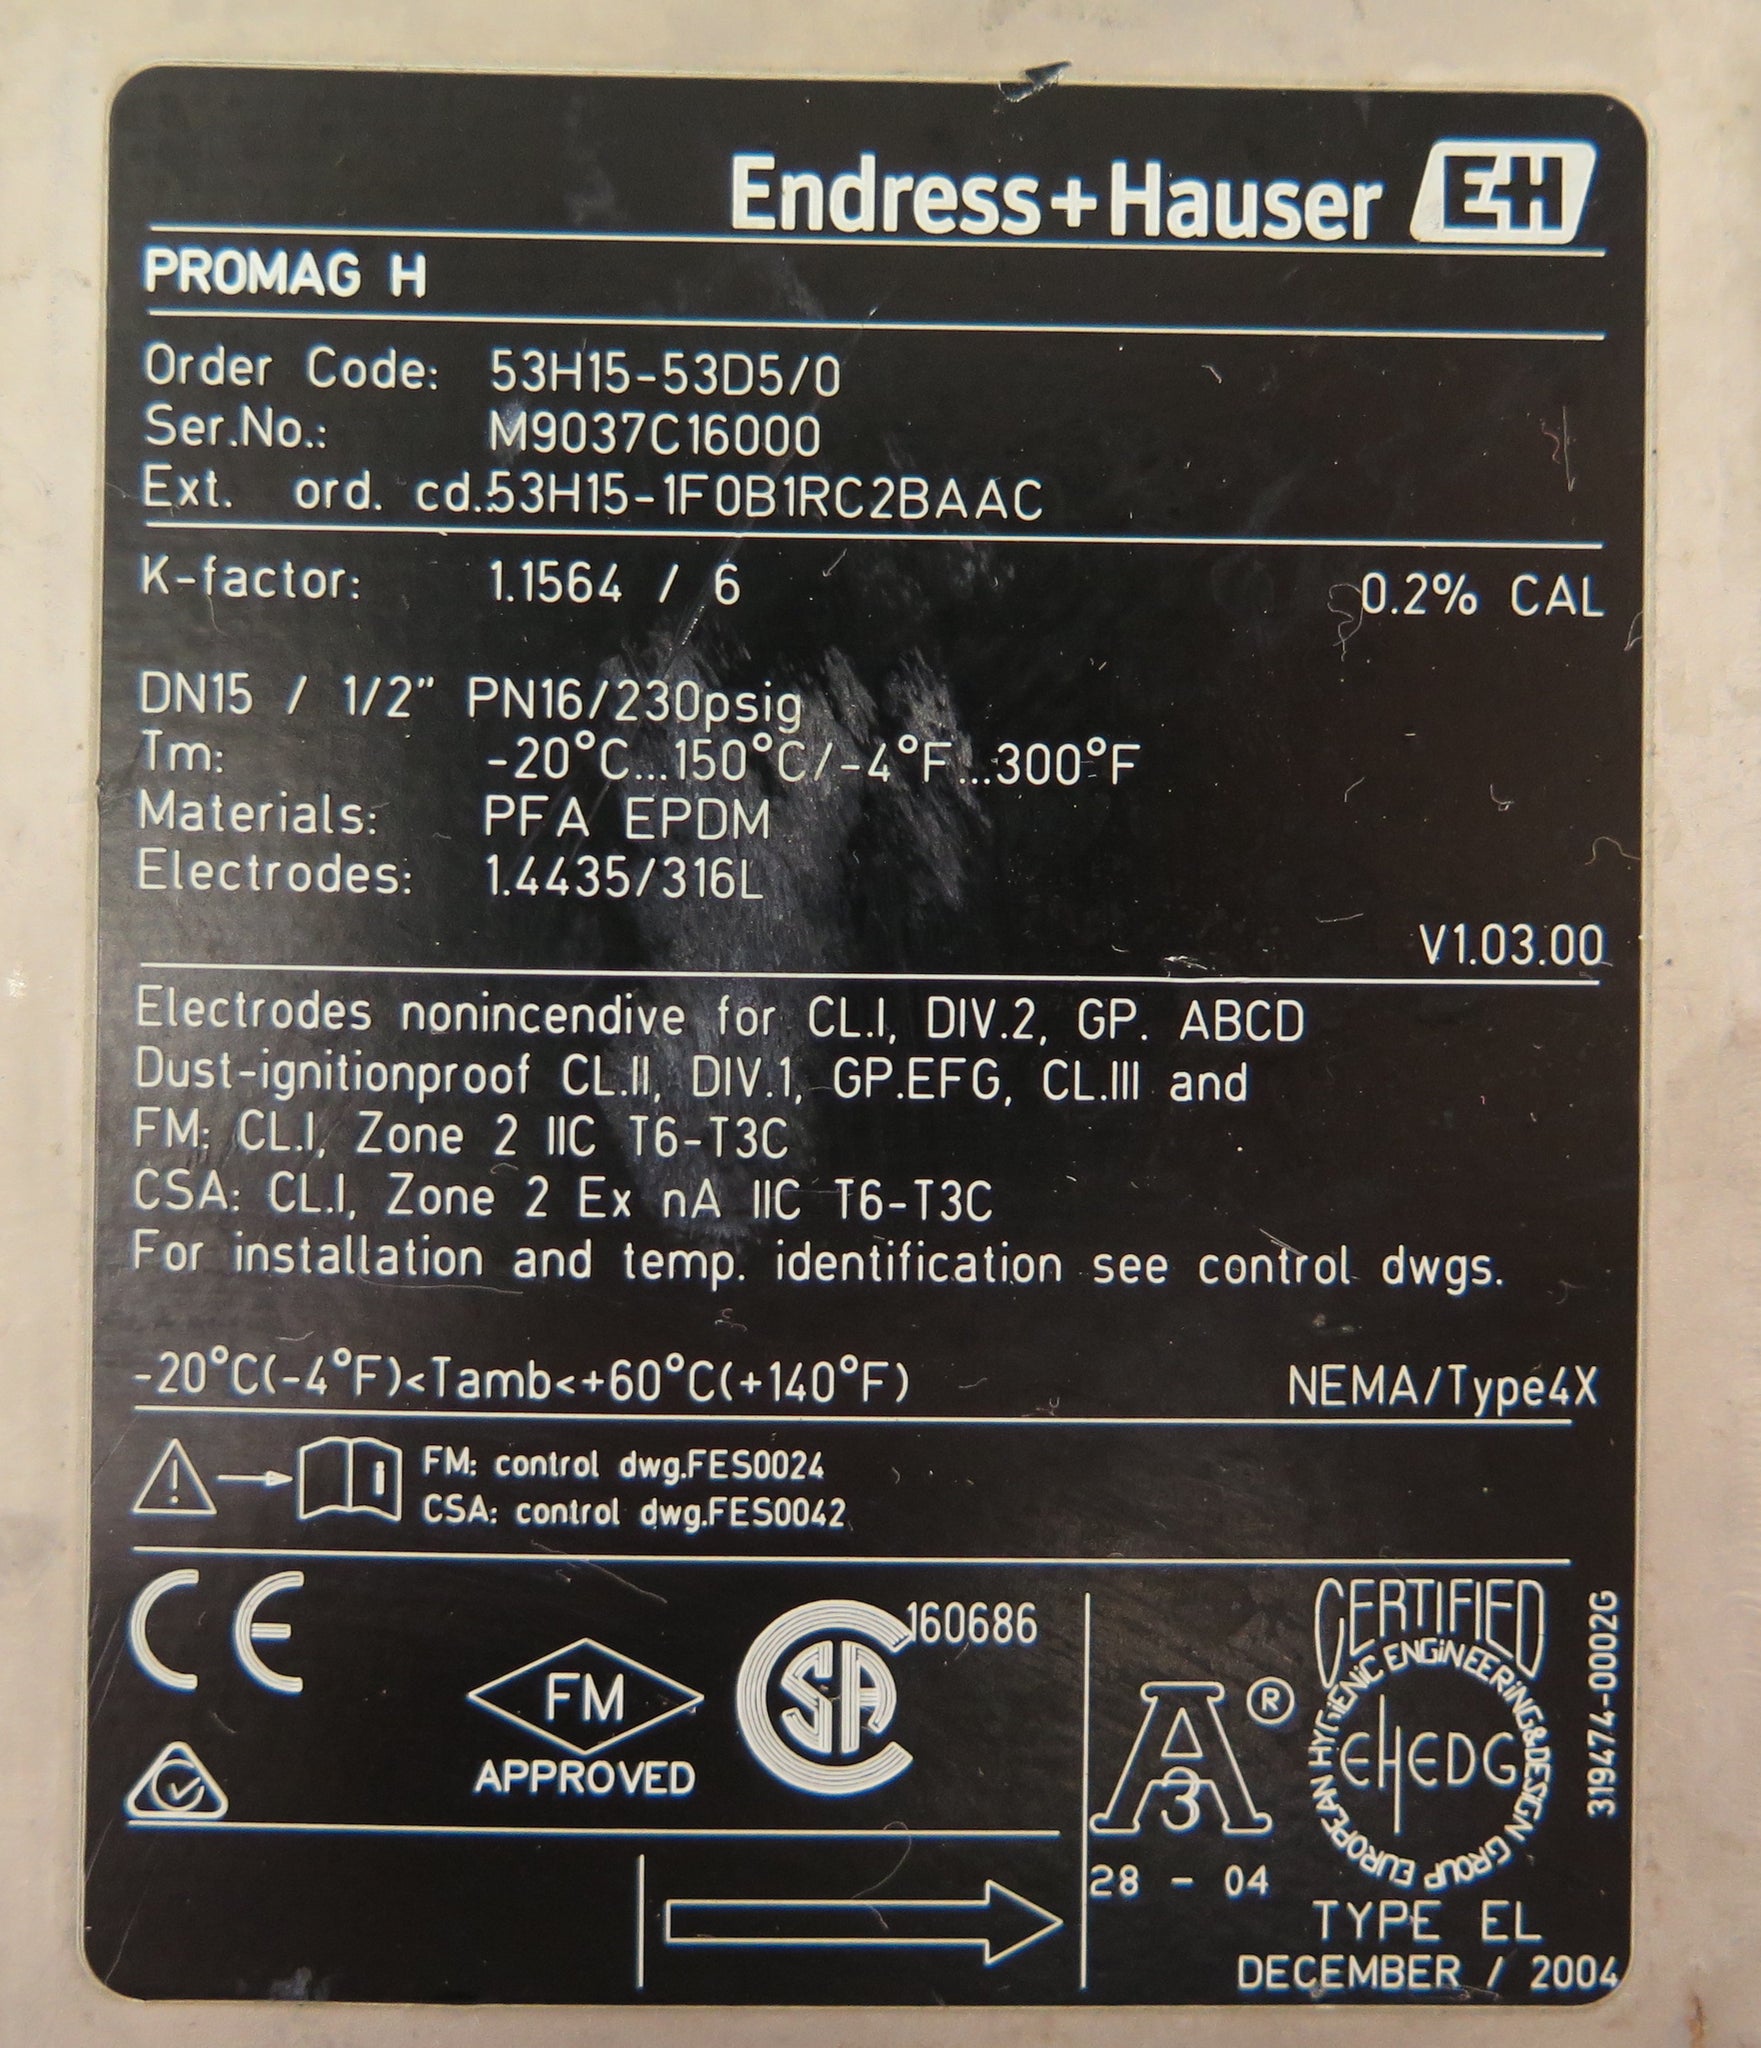 Endress+Hauser EH
PROMAG H
Order Code: 53H15-53D5/0
Ser.No.: M9037C16000
Ext. ord. cd.:53H15-1F0B1RC2BAAC
K-factor: 1.1564 / 6 0.2% CAL
DN15 / 1/2" PN16/230psig
Tm: -20°C...150°C/-4°F...300°F
Materials: PFA EPDM
Electrodes: 1.4435/316L
V1.03.00
Electrodes nonincendive for CL.I, DIV.2, GP. ABCD
Dust-ignitionproof CL.II, DIV.1, GP.EFG, CL.III and
FM: CL.I, Zone 2 IIC T6-T3C
CSA: CL.I, Zone 2 Ex nA IIC T6-T3C
For installation and temp. identification see control dwgs.
-20°C(-4°F)<Tamb<+60°C(+140°F) NEMA/Type4X
FM: control dwg.FES0024
CSA: control dwg.FES0042
CE
FM
APPROVED
CSA 160686
A ®
3
28 - 04
CERTIFIED
EUROPEAN HYGIENIC ENGINEERING&DESIGN GROUP
EHEDG
TYPE EL
DECEMBER / 2004
319474-0002G